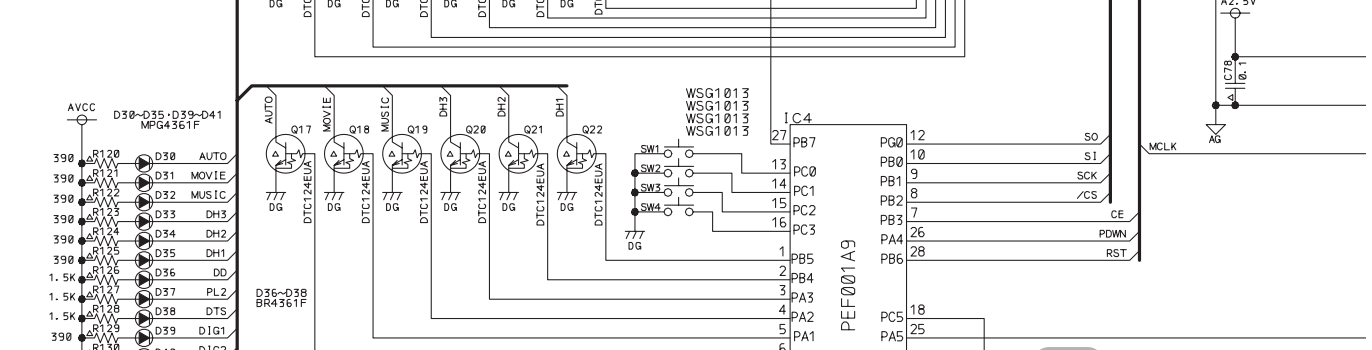 DG DG DG DG DG DG DTC
A2.5V
IC78
0.1
AG
AVCC
D30~D35·D39~D41
MPG4361F
AUTO MOVIE MUSIC DH3 DH2 DH1
Q17 Q18 Q19 Q20 Q21 Q22
DTC124EUA DTC124EUA DTC124EUA DTC124EUA DTC124EUA DTC124EUA
DG DG DG DG DG DG
WSG1013
WSG1013
WSG1013
WSG1013
SW1
SW2
SW3
SW4
DG
390 R120 D30 AUTO
390 R121 D31 MOVIE
390 R122 D32 MUSIC
390 R123 D33 DH3
390 R124 D34 DH2
390 R125 D35 DH1
1.5K R126 D36 DD
1.5K R127 D37 PL2
1.5K R128 D38 DTS
390 R129 D39 DIG1
R130
D36~D38
BR4361F
IC4
PEF001A9
27 PB7
13 PC0
14 PC1
15 PC2
16 PC3
1 PB5
2 PB4
3 PA3
4 PA2
5 PA1
PG0 12 SO
PB0 10 SI
PB1 9 SCK
PB2 8 /CS
PB3 7 CE
PA4 26 PDWN
PB6 28 RST
PC5 18
PA5 25
MCLK